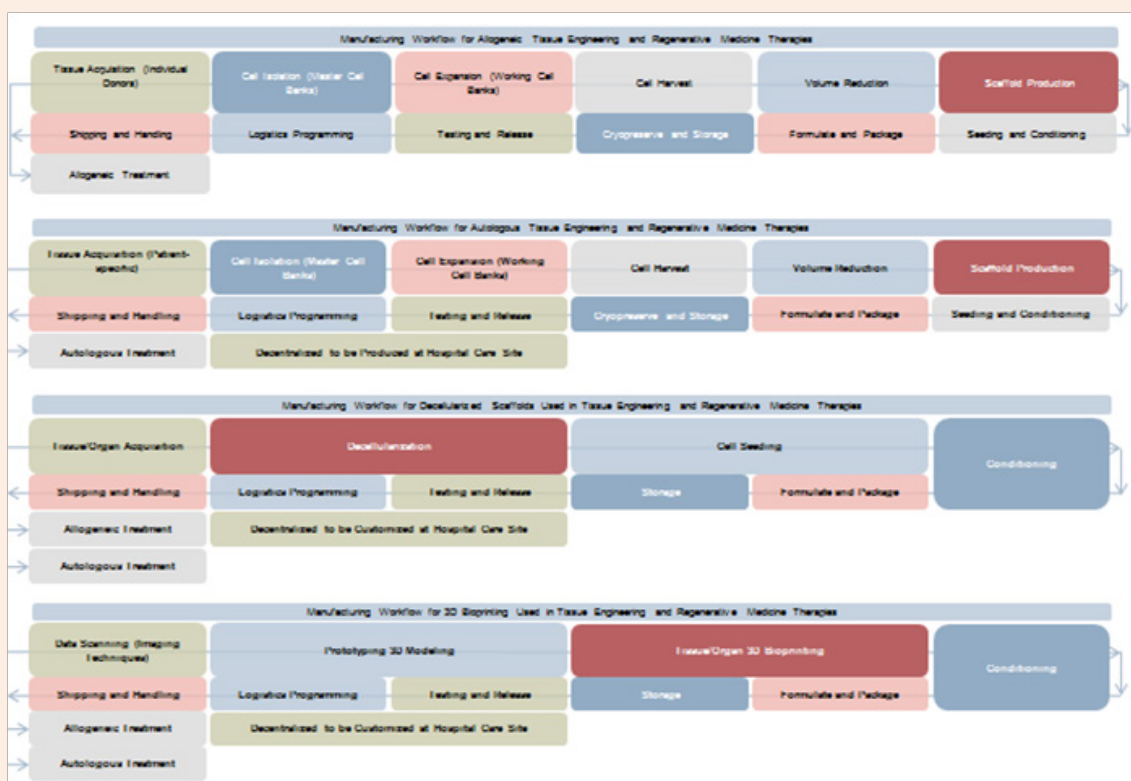 Manufacturing Workflow for Allogeneic Tissue Engineering and Regenerative Medicine Therapies
Tissue Acquisition (Individual
Donors)
Cell Isolation (Master Cell
Banks)
Cell Expansion (Working Cell
Banks)
Cell Harvest
Volume Reduction
Scaffold Production
Shipping and Handing
Logistics Programming
Testing and Release
Cryopreserve and Storage
Formulate and Package
Seeding and Conditioning
Allogeneic Treatment
Manufacturing Workflow for Autologous Tissue Engineering and Regenerative Medicine Therapies
Tissue Acquisition (Patient-
specific)
Cell Isolation (Master Cell
Banks)
Cell Expansion (Working
Cell Banks)
Cell Harvest
Volume Reduction
Scaffold Production
Shipping and Handling
Logistics Programming
Testing and Release
Cryopreserve and Storage
Formulate and Package
Seeding and Conditioning
Autologous Treatment
Decentralized to be Produced at Hospital Care Site
Manufacturing Workflow for Decellularized Scaffolds Used in Tissue Engineering and Regenerative Medicine Therapies
Tissue/Organ Acquisition
Decellularization
Cell Seeding
Conditioning
Shipping and Handling
Logistics Programming
Testing and Release
Storage
Formulate and Package
Allogeneic Treatment
Decentralized to be Customized at Hospital Care Site
Autologous Treatment
Manufacturing Workflow for 3D Bioprinting Used in Tissue Engineering and Regenerative Medicine Therapies
Data Scanning (Imaging
Techniques)
Prototyping 3D Modeling
Tissue/Organ 3D Bioprinting
Conditioning
Shipping and Handling
Logistics Programming
Testing and Release
Storage
Formulate and Package
Allogeneic Treatment
Decentralized to be Customized at Hospital Care Site
Autologous Treatment